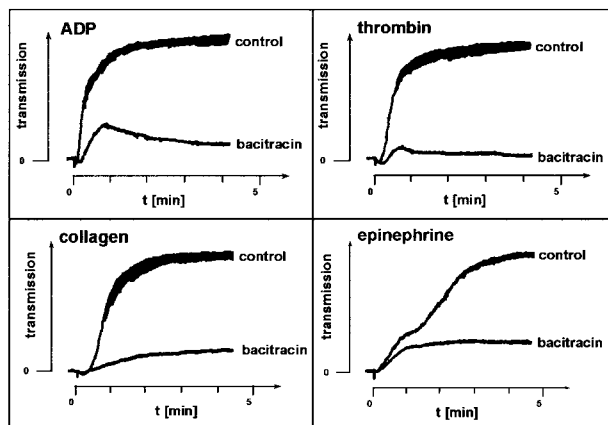 ADP
transmission
control
bacitracin
0
0
5
t [min]
thrombin
transmission
control
bacitracin
0
0
5
t [min]
collagen
transmission
control
bacitracin
0
0
5
t [min]
epinephrine
transmission
control
bacitracin
0
0
5
t [min]